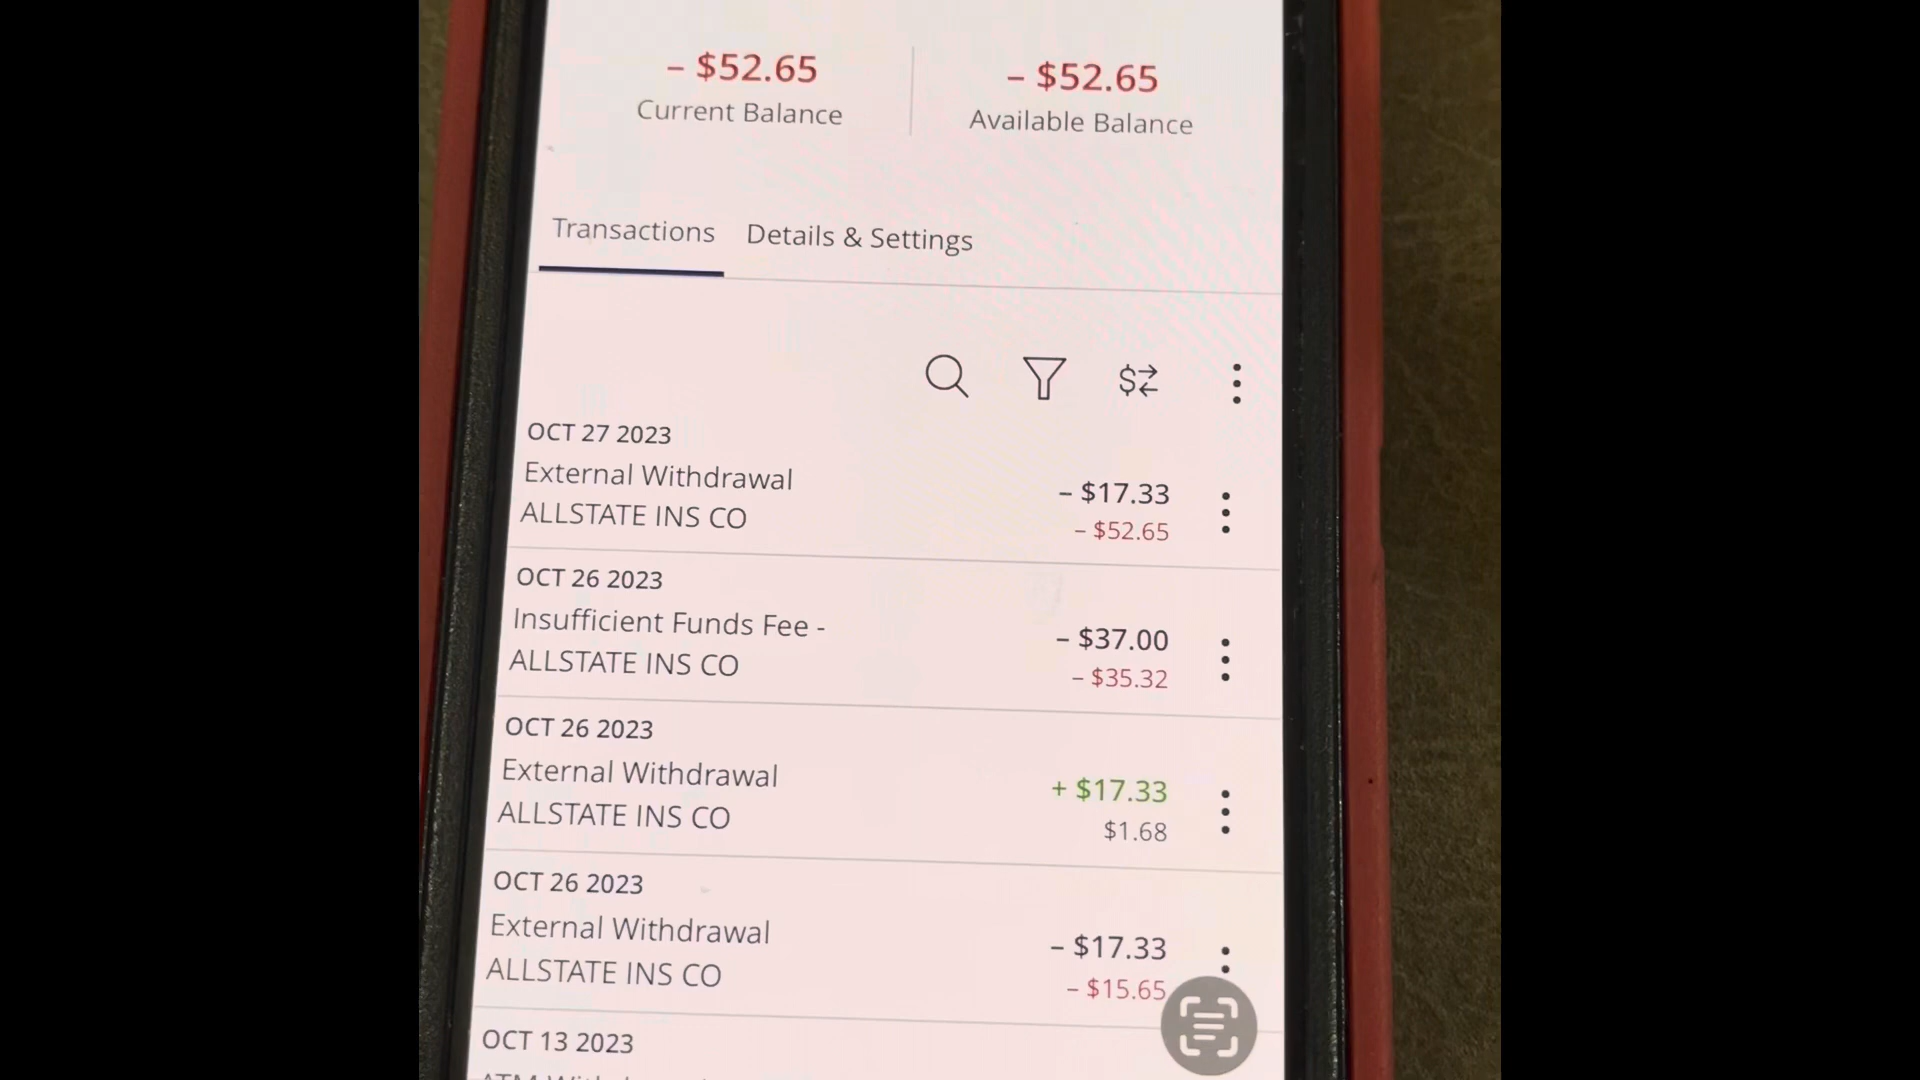 – $52.65
Current Balance
– $52.65
Available Balance
Transactions
Details & Settings
OCT 27 2023
External Withdrawal
ALLSTATE INS CO
– $17.33
– $52.65
OCT 26 2023
Insufficient Funds Fee -
ALLSTATE INS CO
– $37.00
– $35.32
OCT 26 2023
External Withdrawal
ALLSTATE INS CO
+ $17.33
$1.68
OCT 26 2023
External Withdrawal
ALLSTATE INS CO
– $17.33
– $15.65
OCT 13 2023